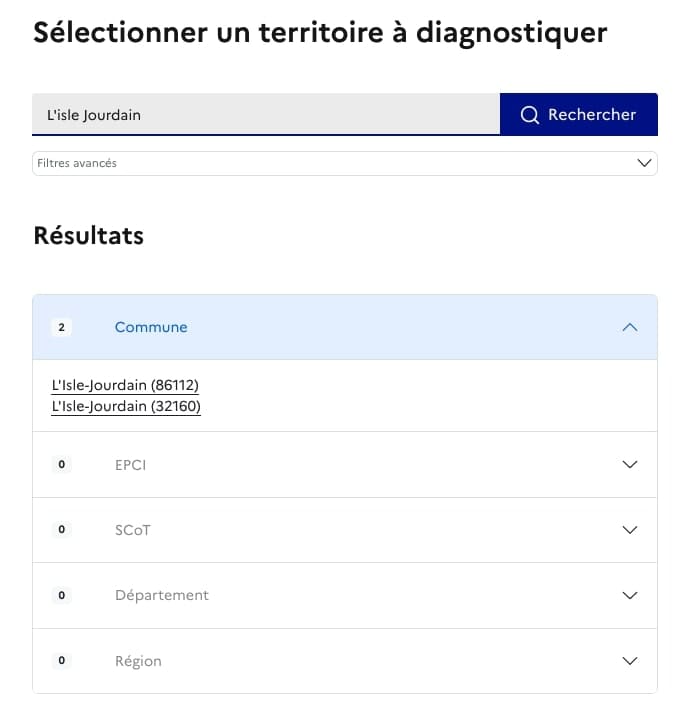 Sélectionner un territoire à diagnostiquer
L'isle Jourdain
Rechercher
Filtres avancés
Résultats
2 Commune
L'Isle-Jourdain (86112)
L'Isle-Jourdain (32160)
0 EPCI
0 SCoT
0 Département
0 Région